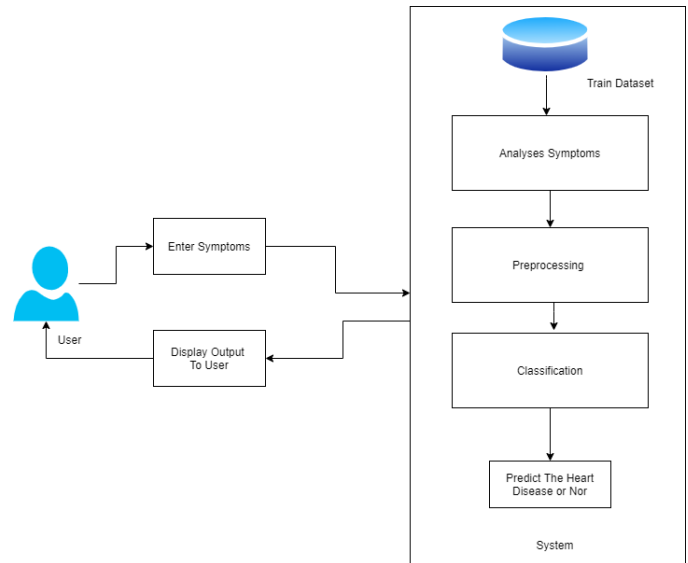 Train Dataset
Analyses Symptoms
Enter Symptoms
Preprocessing
User
Display Output
To User
Classification
Predict The Heart
Disease or Nor
System